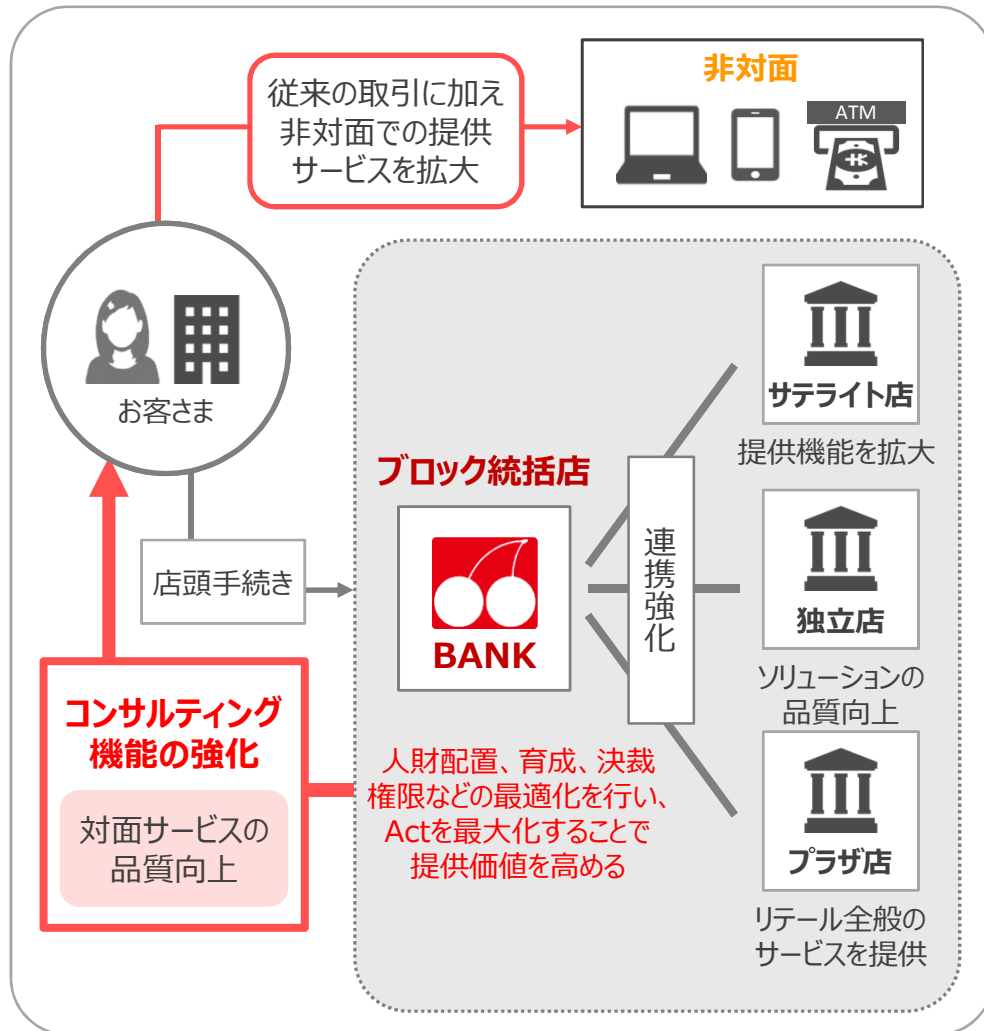 従来の取引に加え
非対面での提供
サービスを拡大
非対面
ATM
お客さま
店頭手続き
コンサルティング
機能の強化
対面サービスの
品質向上
ブロック統括店
BANK
人財配置、育成、決裁
権限などの最適化を行い、
Actを最大化することで
提供価値を高める
連携強化
サテライト店
提供機能を拡大
独立店
ソリューションの
品質向上
プラザ店
リテール全般の
サービスを提供